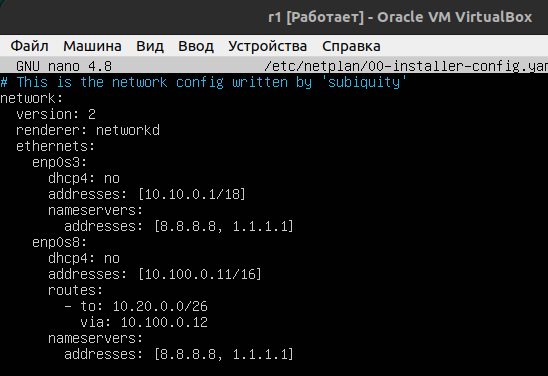 r1 [Работает] - Oracle VM VirtualBox
Файл Машина Вид Ввод Устройства Справка
GNU nano 4.8 /etc/netplan/00-installer-config.yam
# This is the network config written by 'subiquity'
network:
  version: 2
  renderer: networkd
  ethernets:
    enp0s3:
      dhcp4: no
      addresses: [10.10.0.1/18]
      nameservers:
        addresses: [8.8.8.8, 1.1.1.1]
    enp0s8:
      dhcp4: no
      addresses: [10.100.0.11/16]
      routes:
        - to: 10.20.0.0/26
          via: 10.100.0.12
      nameservers:
        addresses: [8.8.8.8, 1.1.1.1]